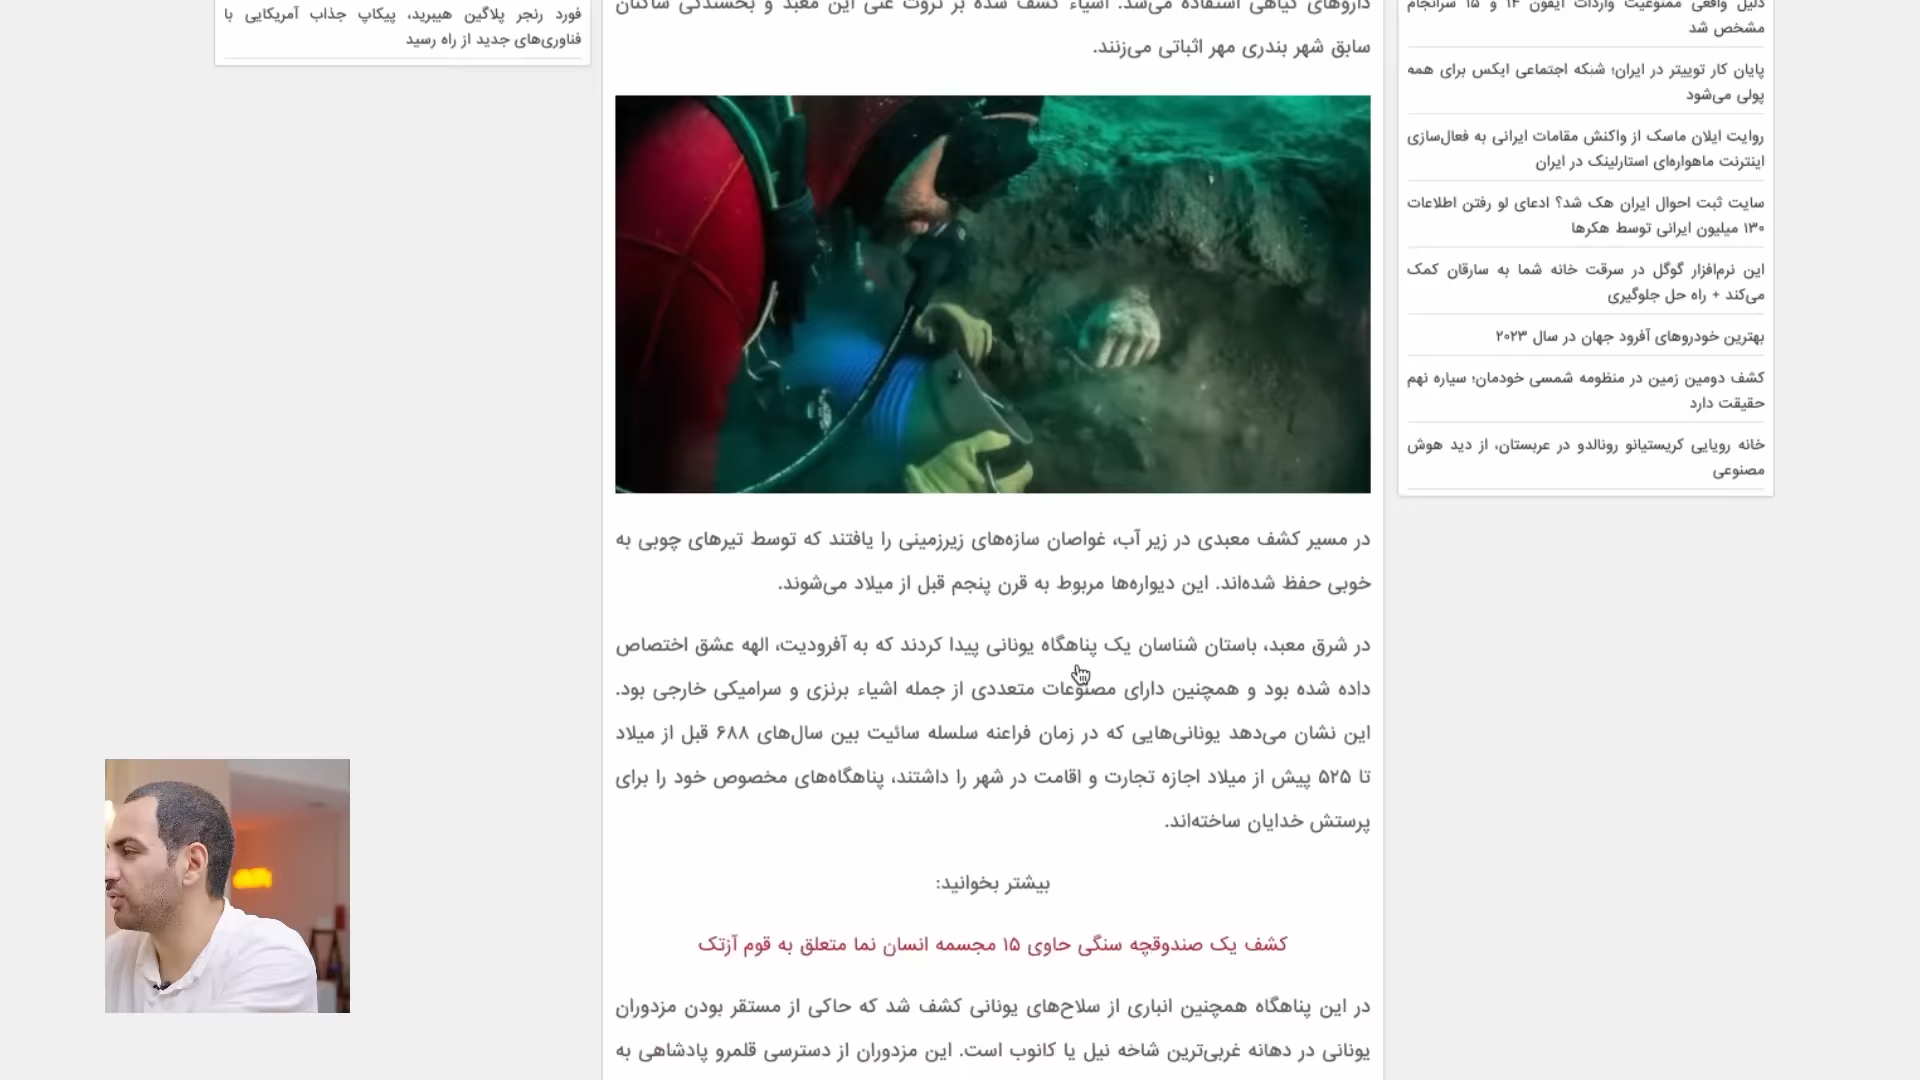 دلیل واقعی ممنوعیت واردات آیفون ۱۴ و ۱۵ سرانجام
مشخص شد
پایان کار توییتر در ایران؛ شبکه اجتماعی ایکس برای همه
پولی می‌شود
روایت ایلان ماسک از واکنش مقامات ایرانی به فعال‌سازی
اینترنت ماهواره‌ای استارلینک در ایران
سایت ثبت احوال ایران هک شد؟ ادعای لو رفتن اطلاعات
۱۳۰ میلیون ایرانی توسط هکرها
این نرم‌افزار گوگل در سرقت خانه شما به سارقان کمک
می‌کند + راه حل جلوگیری
بهترین خودروهای آفرود جهان در سال ۲۰۲۳
کشف دومین زمین در منظومه شمسی خودمان؛ سیاره نهم
حقیقت دارد
خانه رویایی کریستیانو رونالدو در عربستان، از دید هوش
مصنوعی
داروهای گیاهی استفاده می‌شد. اشیاء کشف شده بر ثروت غنی این معبد و بخشندگی ساکنان
سابق شهر بندری مهر اثباتی می‌زنند.
در مسیر کشف معبدی در زیر آب، غواصان سازه‌های زیرزمینی را یافتند که توسط تیرهای چوبی به
خوبی حفظ شده‌اند. این دیواره‌ها مربوط به قرن پنجم قبل از میلاد می‌شوند.
در شرق معبد، باستان شناسان یک پناهگاه یونانی پیدا کردند که به آفرودیت، الهه عشق اختصاص
داده شده بود و همچنین دارای مصنوعات متعددی از جمله اشیاء برنزی و سرامیکی خارجی بود.
این نشان می‌دهد یونانی‌هایی که در زمان فراعنه سلسله سائیت بین سال‌های ۶۸۸ قبل از میلاد
تا ۵۲۵ پیش از میلاد اجازه تجارت و اقامت در شهر را داشتند، پناهگاه‌های مخصوص خود را برای
پرستش خدایان ساخته‌اند.
بیشتر بخوانید:
کشف یک صندوقچه سنگی حاوی ۱۵ مجسمه انسان نما متعلق به قوم آزتک
در این پناهگاه همچنین انباری از سلاح‌های یونانی کشف شد که حاکی از مستقر بودن مزدوران
یونانی در دهانه غربی‌ترین شاخه نیل یا کانوب است. این مزدوران از دسترسی قلمرو پادشاهی به
فورد رنجر پلاگین هیبرید، پیکاپ جذاب آمریکایی با
فناوری‌های جدید از راه رسید